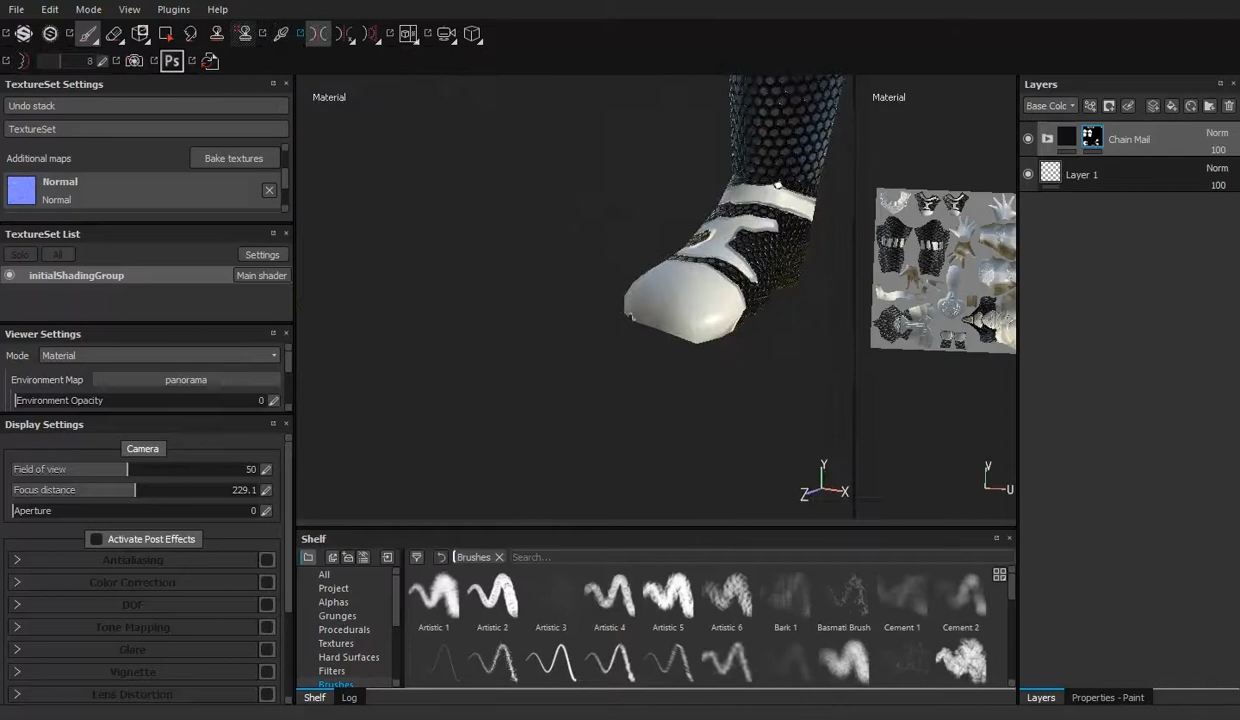 File Edit Mode View Plugins Help
8 Ps
TextureSet Settings
Undo stack
TextureSet
Additional maps Bake textures
Normal
Normal
TextureSet List
Solo All Settings
initialShadingGroup Main shader
Viewer Settings
Mode Material
Environment Map panorama
Environment Opacity 0
Display Settings
Camera
Field of view 50
Focus distance 229.1
Aperture 0
Activate Post Effects
Antialiasing
Color Correction
DOF
Tone Mapping
Glare
Vignette
Lens Distortion
Material
Y
Z X
Material
V
U
Layers
Base Colc
Chain Mail Norm
100
Layer 1 Norm
100
Shelf
Brushes Search...
All
Project
Alphas
Grunges
Procedurals
Textures
Hard Surfaces
Filters
Brushes
Artistic 1 Artistic 2 Artistic 3 Artistic 4 Artistic 5 Artistic 6 Bark 1 Basmati Brush Cement 1 Cement 2
Shelf Log
Layers Properties - Paint